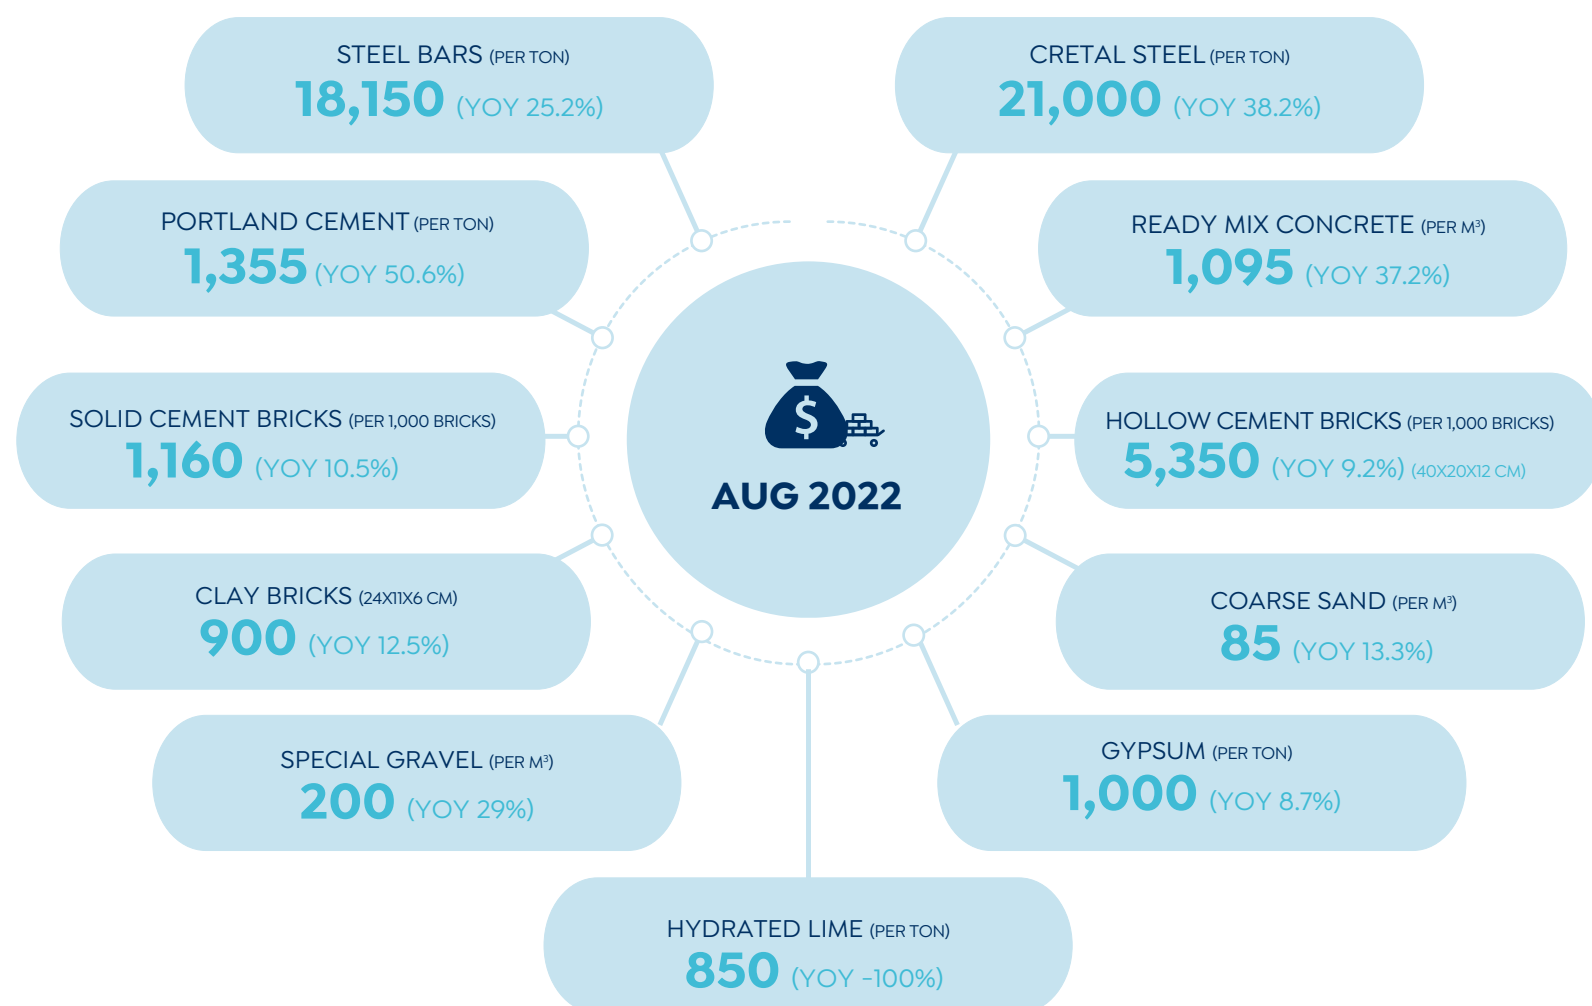 STEEL BARS (PER TON)
18,150 (YOY 25.2%)
CRETAL STEEL (PER TON)
21,000 (YOY 38.2%)
PORTLAND CEMENT (PER TON)
1,355 (YOY 50.6%)
READY MIX CONCRETE (PER M³)
1,095 (YOY 37.2%)
SOLID CEMENT BRICKS (PER 1,000 BRICKS)
1,160 (YOY 10.5%)
$
AUG 2022
HOLLOW CEMENT BRICKS (PER 1,000 BRICKS)
5,350 (YOY 9.2%) (40X20X12 CM)
CLAY BRICKS (24X11X6 CM)
900 (YOY 12.5%)
COARSE SAND (PER M³)
85 (YOY 13.3%)
SPECIAL GRAVEL (PER M³)
200 (YOY 29%)
GYPSUM (PER TON)
1,000 (YOY 8.7%)
HYDRATED LIME (PER TON)
850 (YOY -100%)